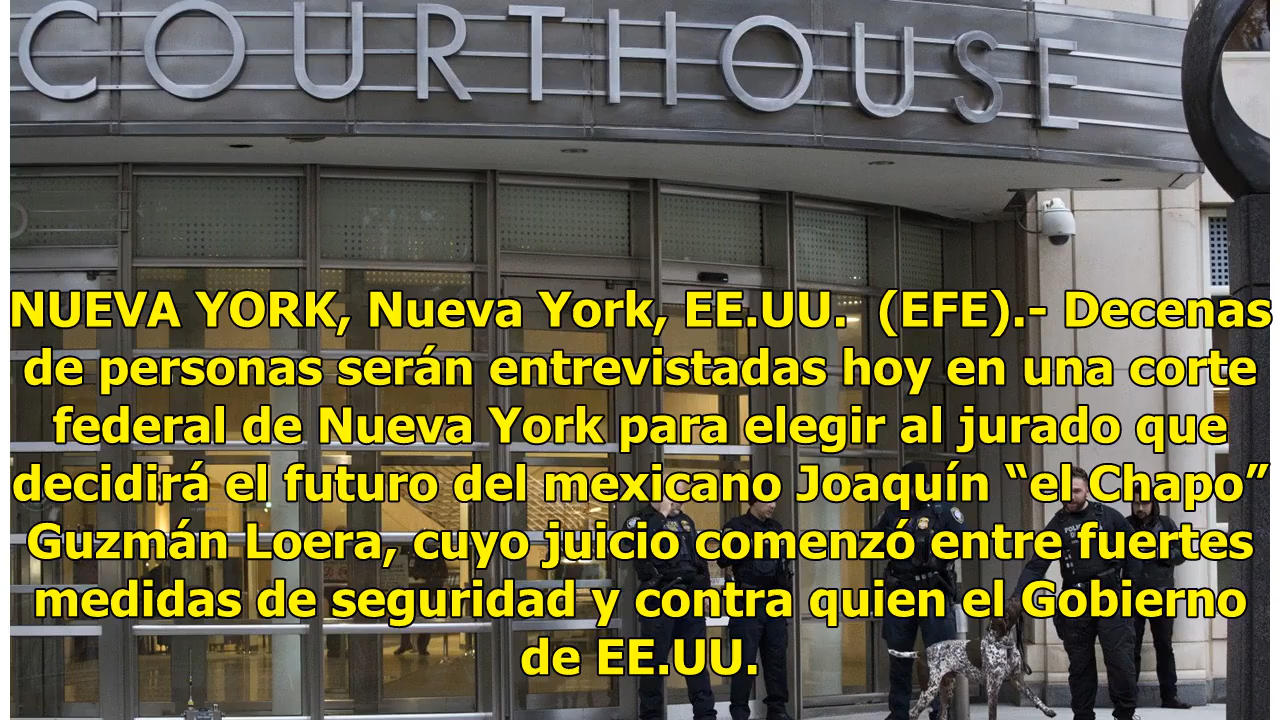 COURTHOUSE
NUEVA YORK, Nueva York, EE.UU.  (EFE).- Decenas
de personas serán entrevistadas hoy en una corte
federal de Nueva York para elegir al jurado que
decidirá el futuro del mexicano Joaquín “el Chapo”
Guzmán Loera, cuyo juicio comenzó entre fuertes
medidas de seguridad y contra quien el Gobierno
de EE.UU.